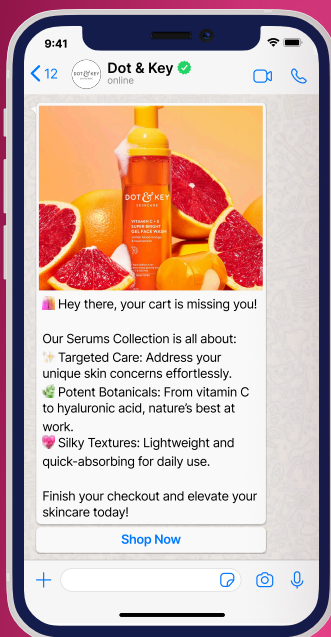 9:41
12
DOT & KEY
Dot & Key
online
DOT & KEY
SKINCARE
VITAMIN C + E
SUPER BRIGHT
GEL FACE WASH
🛍️ Hey there, your cart is missing you!
Our Serums Collection is all about:
✨ Targeted Care: Address your
unique skin concerns effortlessly.
🌿 Potent Botanicals: From vitamin C
to hyaluronic acid, nature's best at
work.
💖 Silky Textures: Lightweight and
quick-absorbing for daily use.
Finish your checkout and elevate your
skincare today!
Shop Now